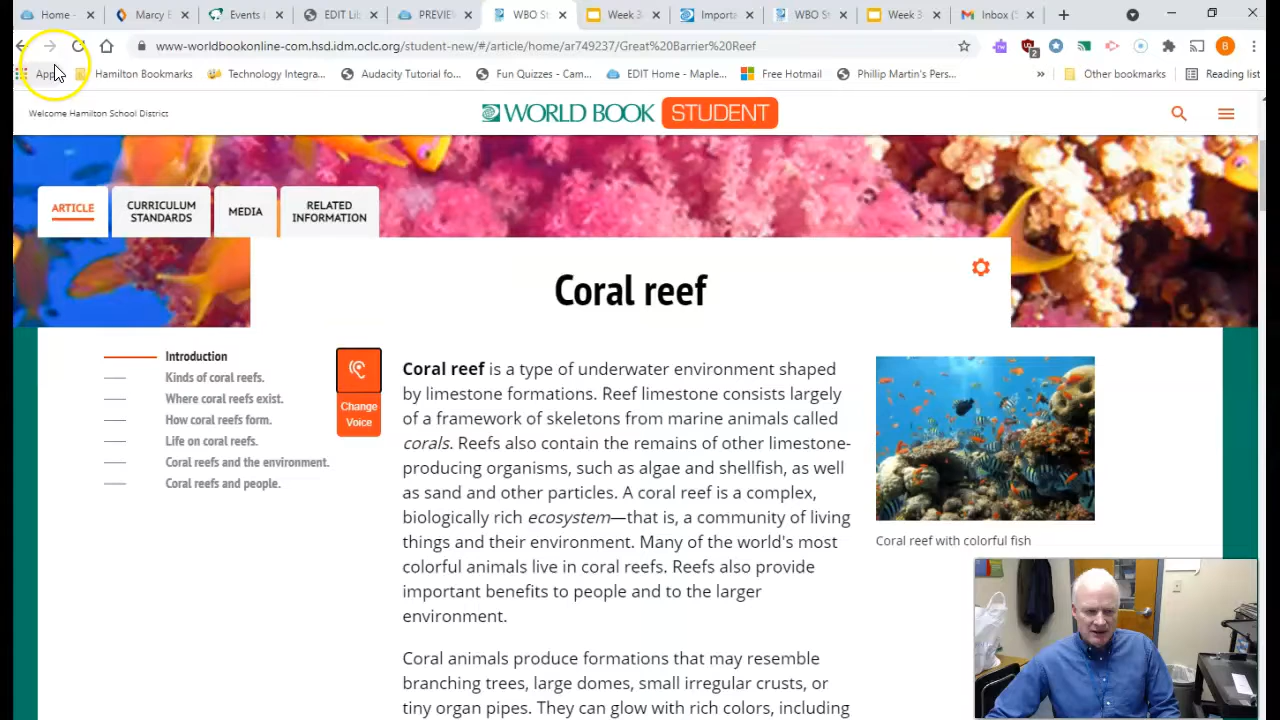 Home -
Marcy E
Events |
EDIT Lib
PREVIEW
WBO St
Week 3
Importa
WBO St
Week 3
Inbox (
www-worldbookonline-com.hsd.idm.oclc.org/student-new/#/article/home/ar749237/Great%20Barrier%20Reef
2
B
Hamilton Bookmarks
Technology Integra...
Audacity Tutorial fo...
Fun Quizzes - Cam...
EDIT Home - Maple...
Free Hotmail
Phillip Martin's Pers...
»
Other bookmarks
Reading list
Welcome Hamilton School District
WORLD BOOK STUDENT
ARTICLE
CURRICULUM
STANDARDS
MEDIA
RELATED
INFORMATION
Coral reef
Introduction
Kinds of coral reefs.
Where coral reefs exist.
How coral reefs form.
Life on coral reefs.
Coral reefs and the environment.
Coral reefs and people.
Change
Voice
Coral reef is a type of underwater environment shaped
by limestone formations. Reef limestone consists largely
of a framework of skeletons from marine animals called
corals. Reefs also contain the remains of other limestone-
producing organisms, such as algae and shellfish, as well
as sand and other particles. A coral reef is a complex,
biologically rich ecosystem—that is, a community of living
things and their environment. Many of the world's most
colorful animals live in coral reefs. Reefs also provide
important benefits to people and to the larger
environment.
Coral animals produce formations that may resemble
branching trees, large domes, small irregular crusts, or
tiny organ pipes. They can glow with rich colors, including
Coral reef with colorful fish